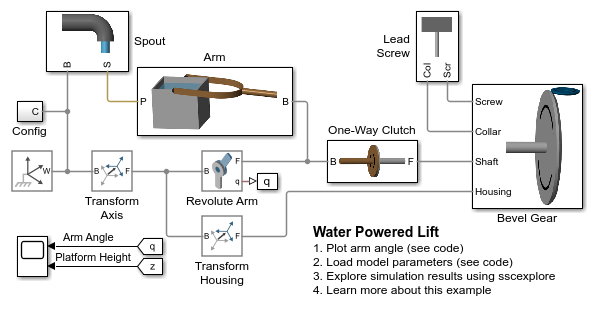 Spout
B
S
Arm
P
B
Lead
Screw
Col
Scr
C
Config
One-Way Clutch
B
F
Screw
Collar
Shaft
Housing
Bevel Gear
W
B
F
Transform
Axis
B
F
q
q
Revolute Arm
B
F
Transform
Housing
Arm Angle
q
Platform Height
z
Water Powered Lift
1. Plot arm angle (see code)
2. Load model parameters (see code)
3. Explore simulation results using sscexplore
4. Learn more about this example